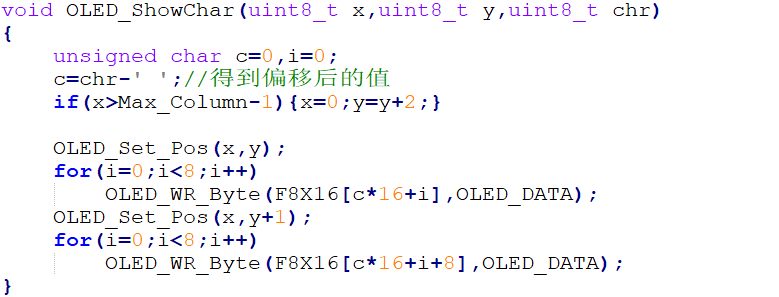 void OLED_ShowChar(uint8_t x,uint8_t y,uint8_t chr)
{
    unsigned char c=0,i=0;
    c=chr-' ';//得到偏移后的值
    if(x>Max_Column-1){x=0;y=y+2;}
    OLED_Set_Pos(x,y);
    for(i=0;i<8;i++)
        OLED_WR_Byte(F8X16[c*16+i],OLED_DATA);
    OLED_Set_Pos(x,y+1);
    for(i=0;i<8;i++)
        OLED_WR_Byte(F8X16[c*16+i+8],OLED_DATA);
}